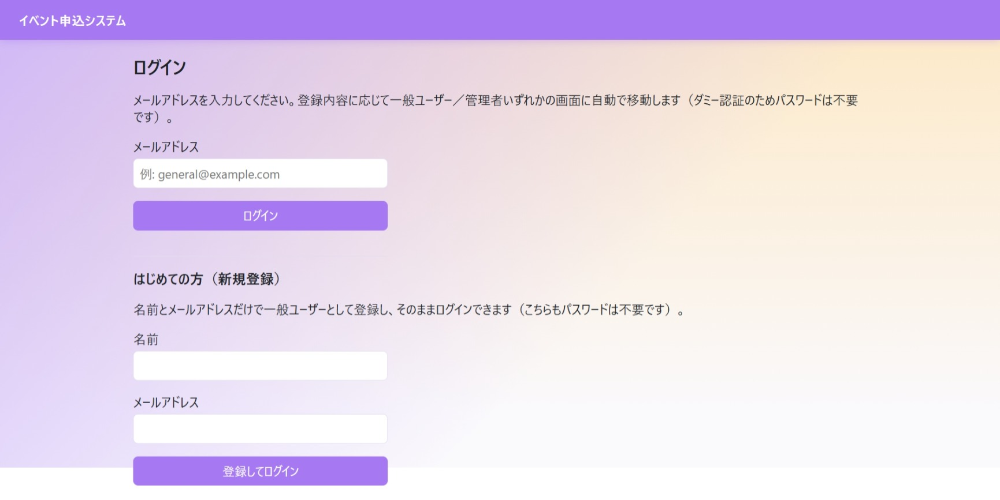 イベント申込システム
ログイン
メールアドレスを入力してください。登録内容に応じて一般ユーザー／管理者いずれかの画面に自動で移動します（ダミー認証のためパスワードは不要
です）。
メールアドレス
例: general@example.com
ログイン
はじめての方（新規登録）
名前とメールアドレスだけで一般ユーザーとして登録し、そのままログインできます（こちらもパスワードは不要です）。
名前
メールアドレス
登録してログイン